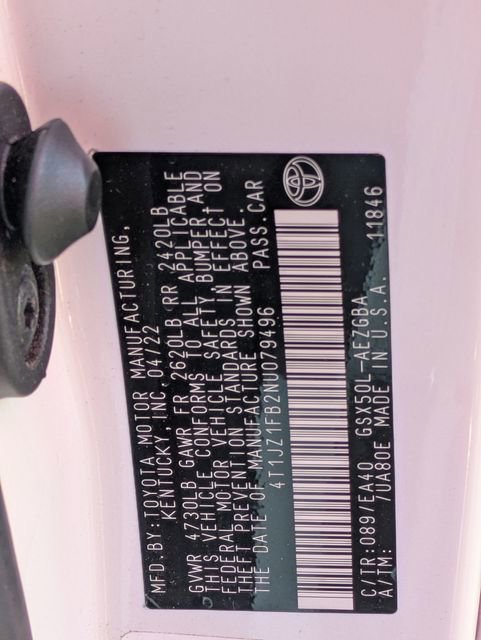 MFD.BY:TOYOTA MOTOR MANUFACTURING,
KENTUCKY, INC 04/22
GVWR 4730LB GAWR FR 2620LB RR 2420LB
THIS VEHICLE CONFORMS TO ALL APPLICABLE
FEDERAL MOTOR VEHICLE SAFETY, BUMPER AND
THEFT PREVENTION STANDARDS IN EFFECT ON
THE DATE OF MANUFACTURE SHOWN ABOVE.
4T1JZ1FB2NU079496 PASS.CAR
C/TR:089/EA40 GSX50L-AEZGBA
A/TM: /UA80E MADE IN U.S.A. 11846